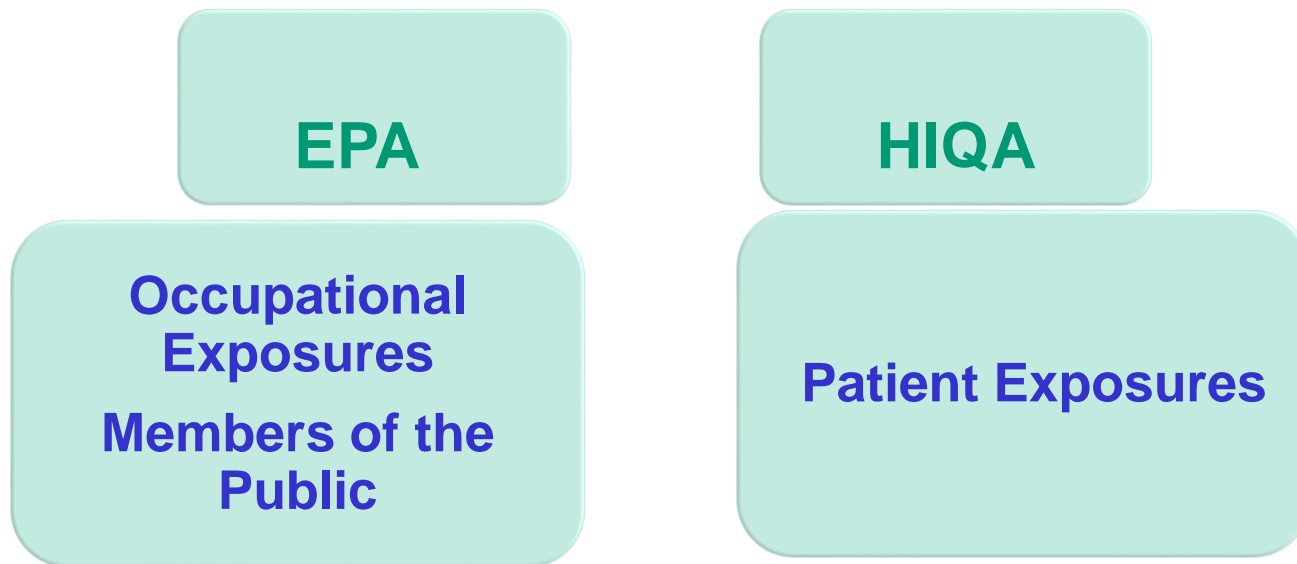 EPA
Occupational
Exposures
Members of the
Public
HIQA
Patient Exposures